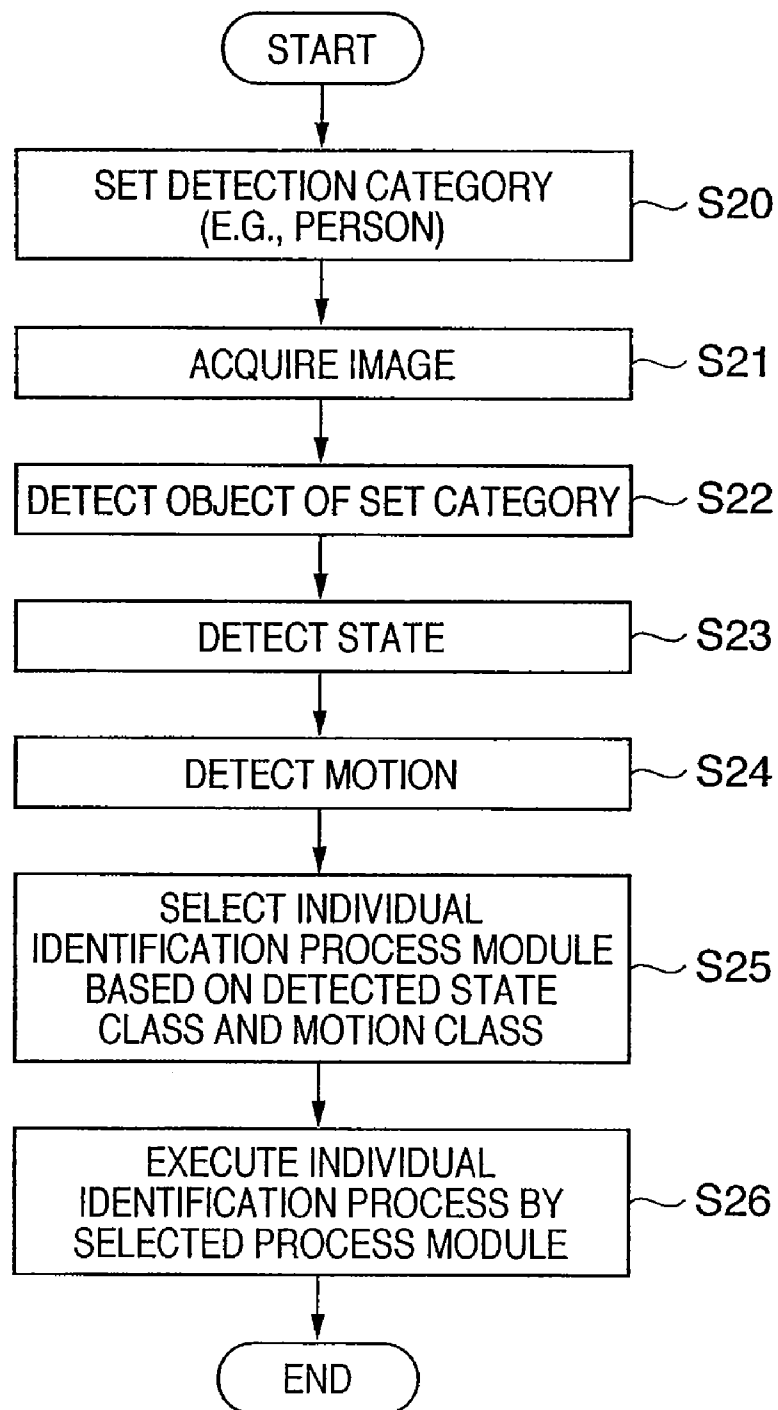 START
SET DETECTION CATEGORY
(E.G., PERSON)
S20
ACQUIRE IMAGE
S21
DETECT OBJECT OF SET CATEGORY
S22
DETECT STATE
S23
DETECT MOTION
S24
SELECT INDIVIDUAL
IDENTIFICATION PROCESS MODULE
BASED ON DETECTED STATE
CLASS AND MOTION CLASS
S25
EXECUTE INDIVIDUAL
IDENTIFICATION PROCESS BY
SELECTED PROCESS MODULE
S26
END